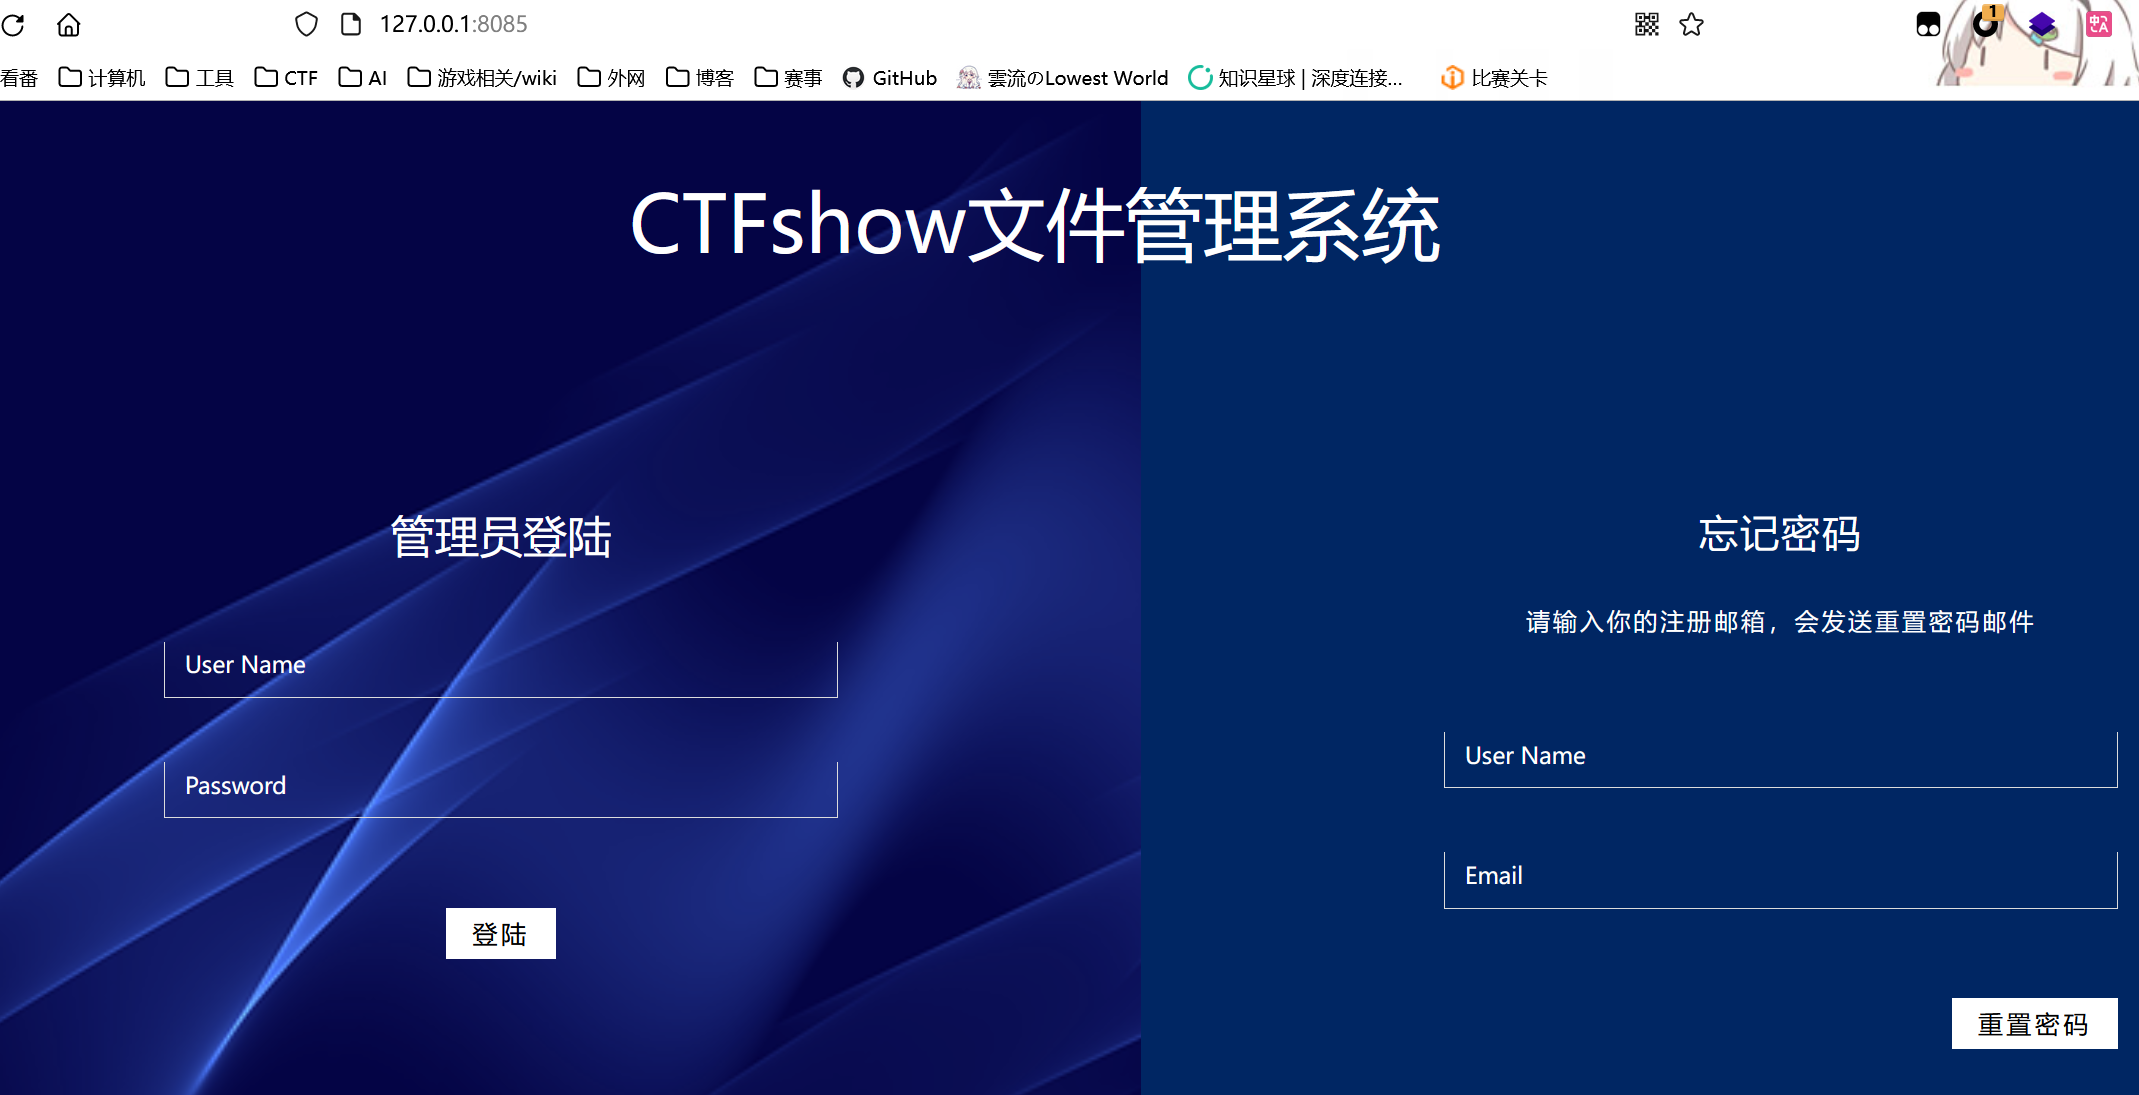 127.0.0.1:8085
1
看番 计算机 工具 CTF AI 游戏相关/wiki 外网 博客 赛事 GitHub 雲流のLowest World 知识星球 | 深度连接... 比赛关卡
CTFshow文件管理系统
管理员登陆
User Name
Password
登陆
忘记密码
请输入你的注册邮箱，会发送重置密码邮件
User Name
Email
重置密码